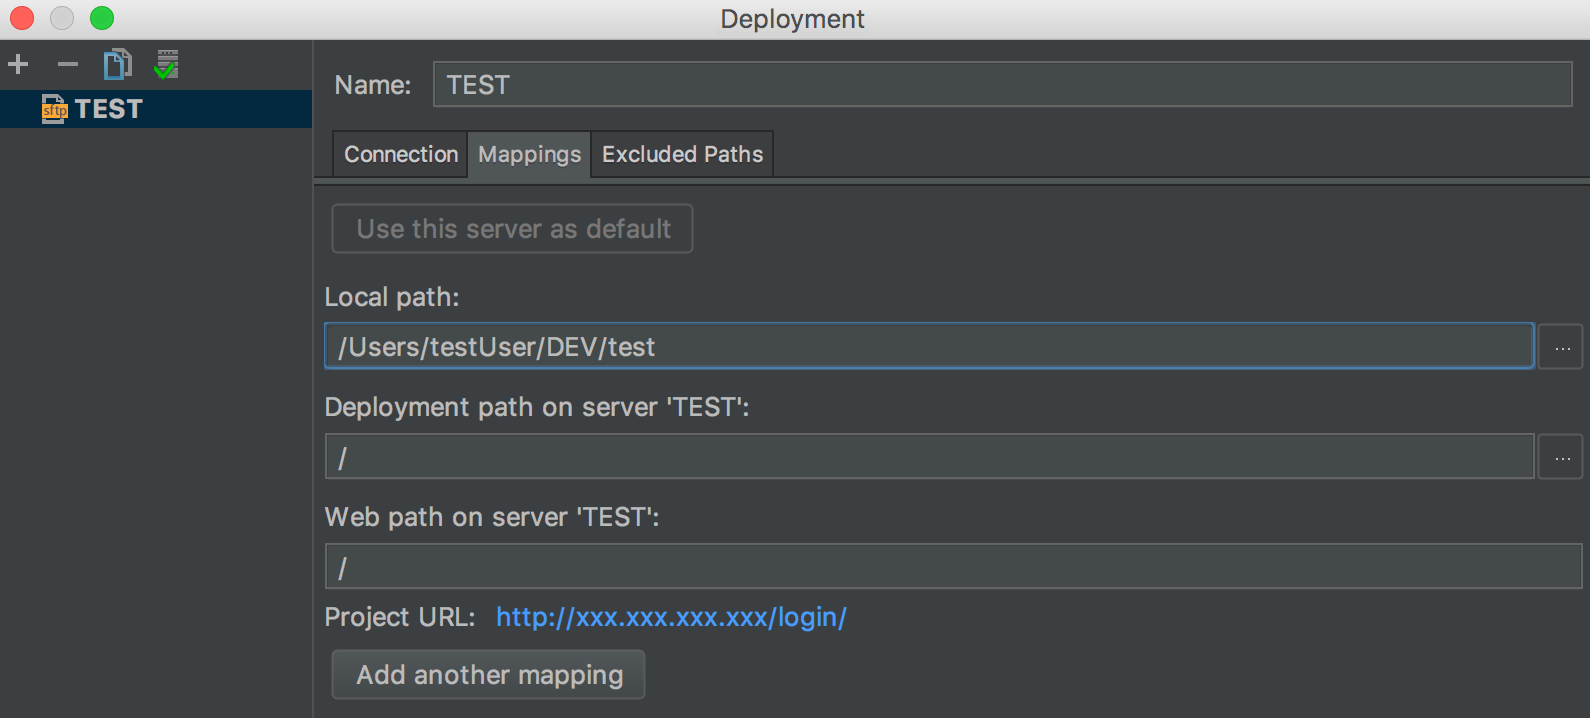 Deployment
sftp TEST
Name: TEST
Connection Mappings Excluded Paths
Use this server as default
Local path:
/Users/testUser/DEV/test ...
Deployment path on server 'TEST':
/ ...
Web path on server 'TEST':
/
Project URL: http://xxx.xxx.xxx.xxx/login/
Add another mapping